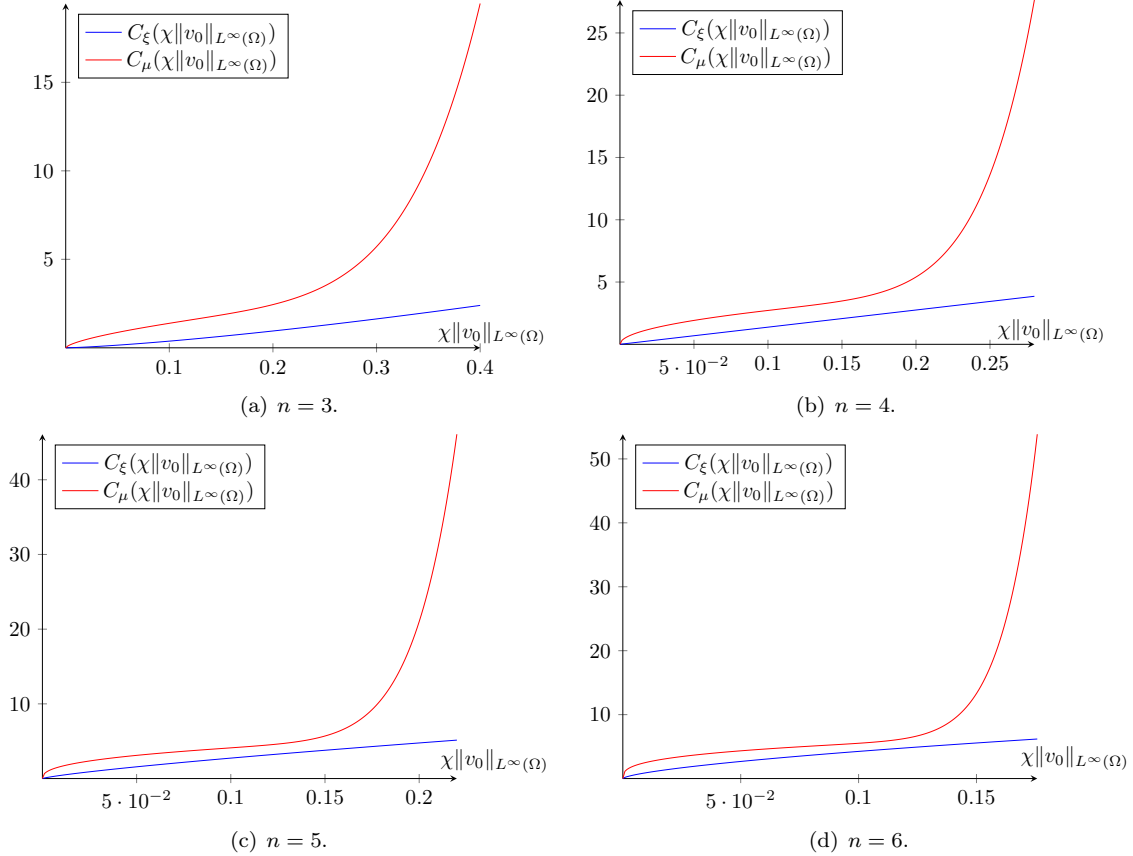 C_ξ(χ‖v_0‖_{L^∞(Ω)})
C_μ(χ‖v_0‖_{L^∞(Ω)})
15
10
5
0.1 0.2 0.3 0.4
χ‖v_0‖_{L^∞(Ω)}
(a) n = 3.
C_ξ(χ‖v_0‖_{L^∞(Ω)})
C_μ(χ‖v_0‖_{L^∞(Ω)})
25
20
15
10
5
5 · 10^{−2} 0.1 0.15 0.2 0.25
χ‖v_0‖_{L^∞(Ω)}
(b) n = 4.
C_ξ(χ‖v_0‖_{L^∞(Ω)})
C_μ(χ‖v_0‖_{L^∞(Ω)})
40
30
20
10
5 · 10^{−2} 0.1 0.15 0.2
χ‖v_0‖_{L^∞(Ω)}
(c) n = 5.
C_ξ(χ‖v_0‖_{L^∞(Ω)})
C_μ(χ‖v_0‖_{L^∞(Ω)})
50
40
30
20
10
5 · 10^{−2} 0.1 0.15
χ‖v_0‖_{L^∞(Ω)}
(d) n = 6.